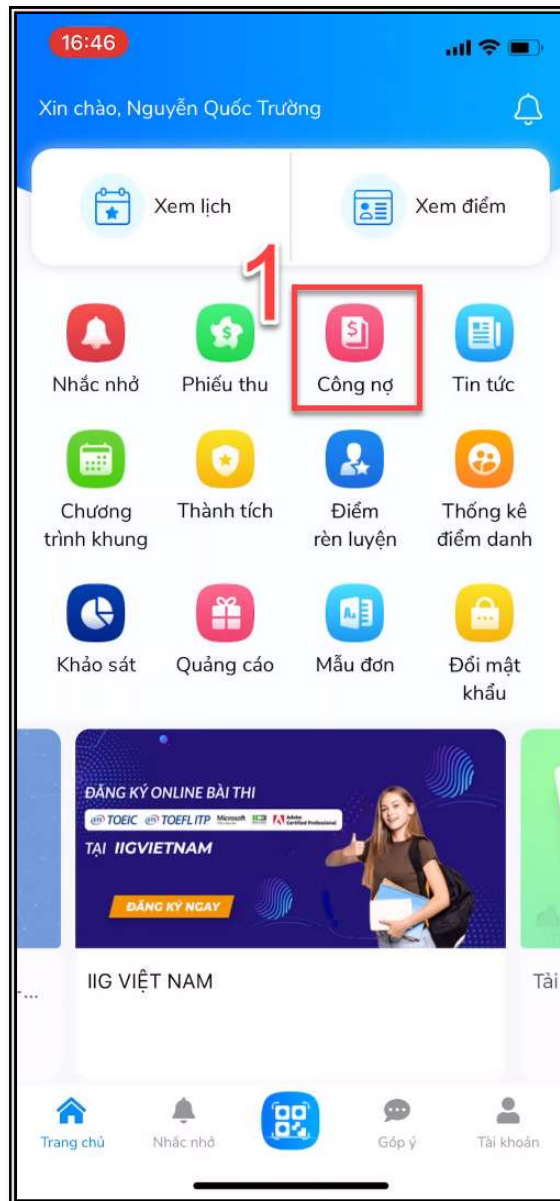 16:46
Xin chào, Nguyễn Quốc Trường
Xem lịch
Xem điểm
1
Nhắc nhở
Phiếu thu
Công nợ
Tin tức
Chương
trình khung
Thành tích
Điểm
rèn luyện
Thống kê
điểm danh
Khảo sát
Quảng cáo
Mẫu đơn
Đổi mật
khẩu
ĐĂNG KÝ ONLINE BÀI THI
TOEIC TOEFL ITP Microsoft Adobe
Certified Professional
TẠI IIGVIETNAM
ĐĂNG KÝ NGAY
IIG VIỆT NAM
-...
Tải
Trang chủ
Nhắc nhở
Góp ý
Tài khoản